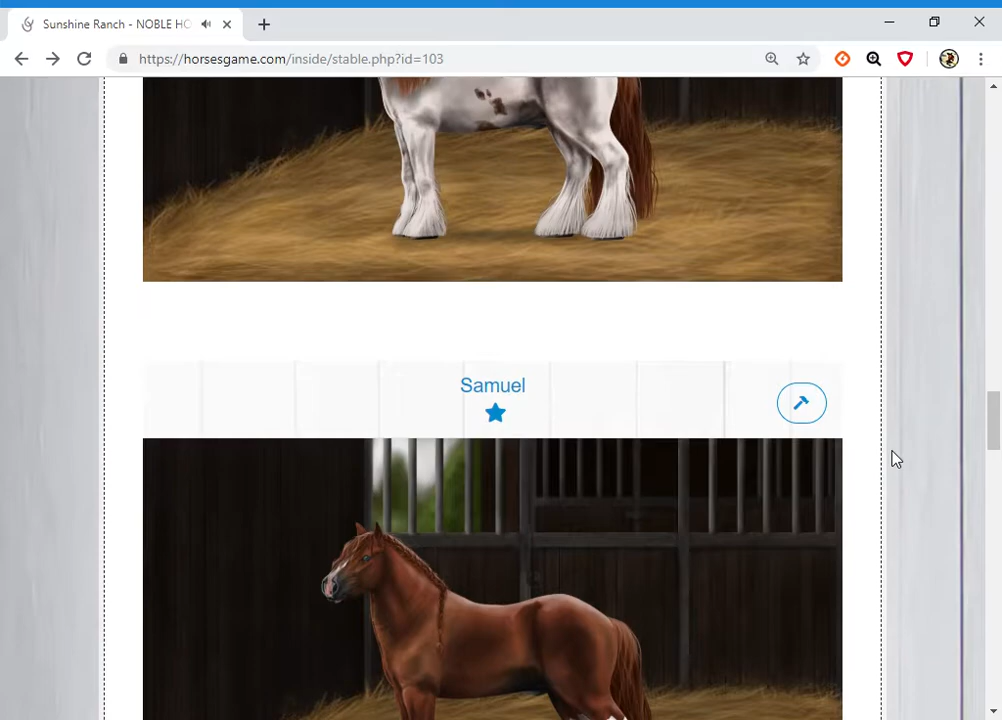 Sunshine Ranch - NOBLE HO
https://horsesgame.com/inside/stable.php?id=103
Samuel